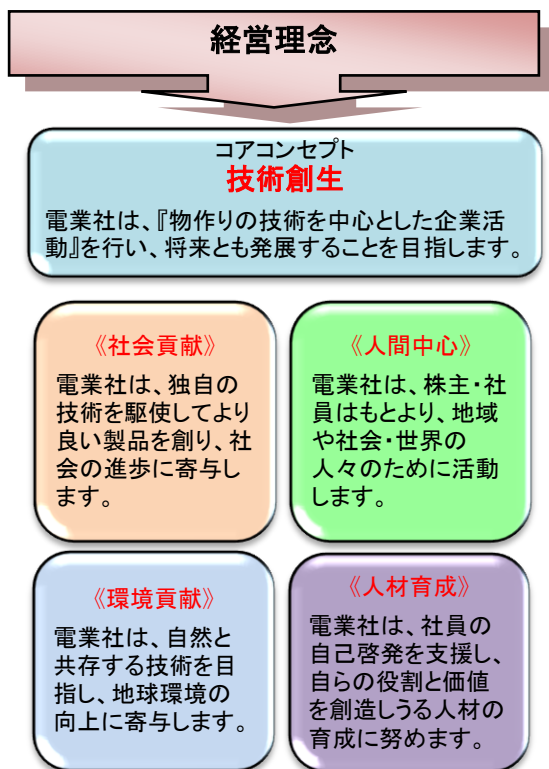 経営理念
コアコンセプト
技術創生
電業社は、『物作りの技術を中心とした企業活
動』を行い、将来とも発展することを目指します。
《社会貢献》
電業社は、独自の
技術を駆使してより
良い製品を創り、社
会の進歩に寄与し
ます。
《人間中心》
電業社は、株主・社
員はもとより、地域
や社会・世界の
人々のために活動
します。
《環境貢献》
電業社は、自然と
共存する技術を目
指し、地球環境の
向上に寄与します。
《人材育成》
電業社は、社員の
自己啓発を支援し、
自らの役割と価値
を創造しうる人材の
育成に努めます。